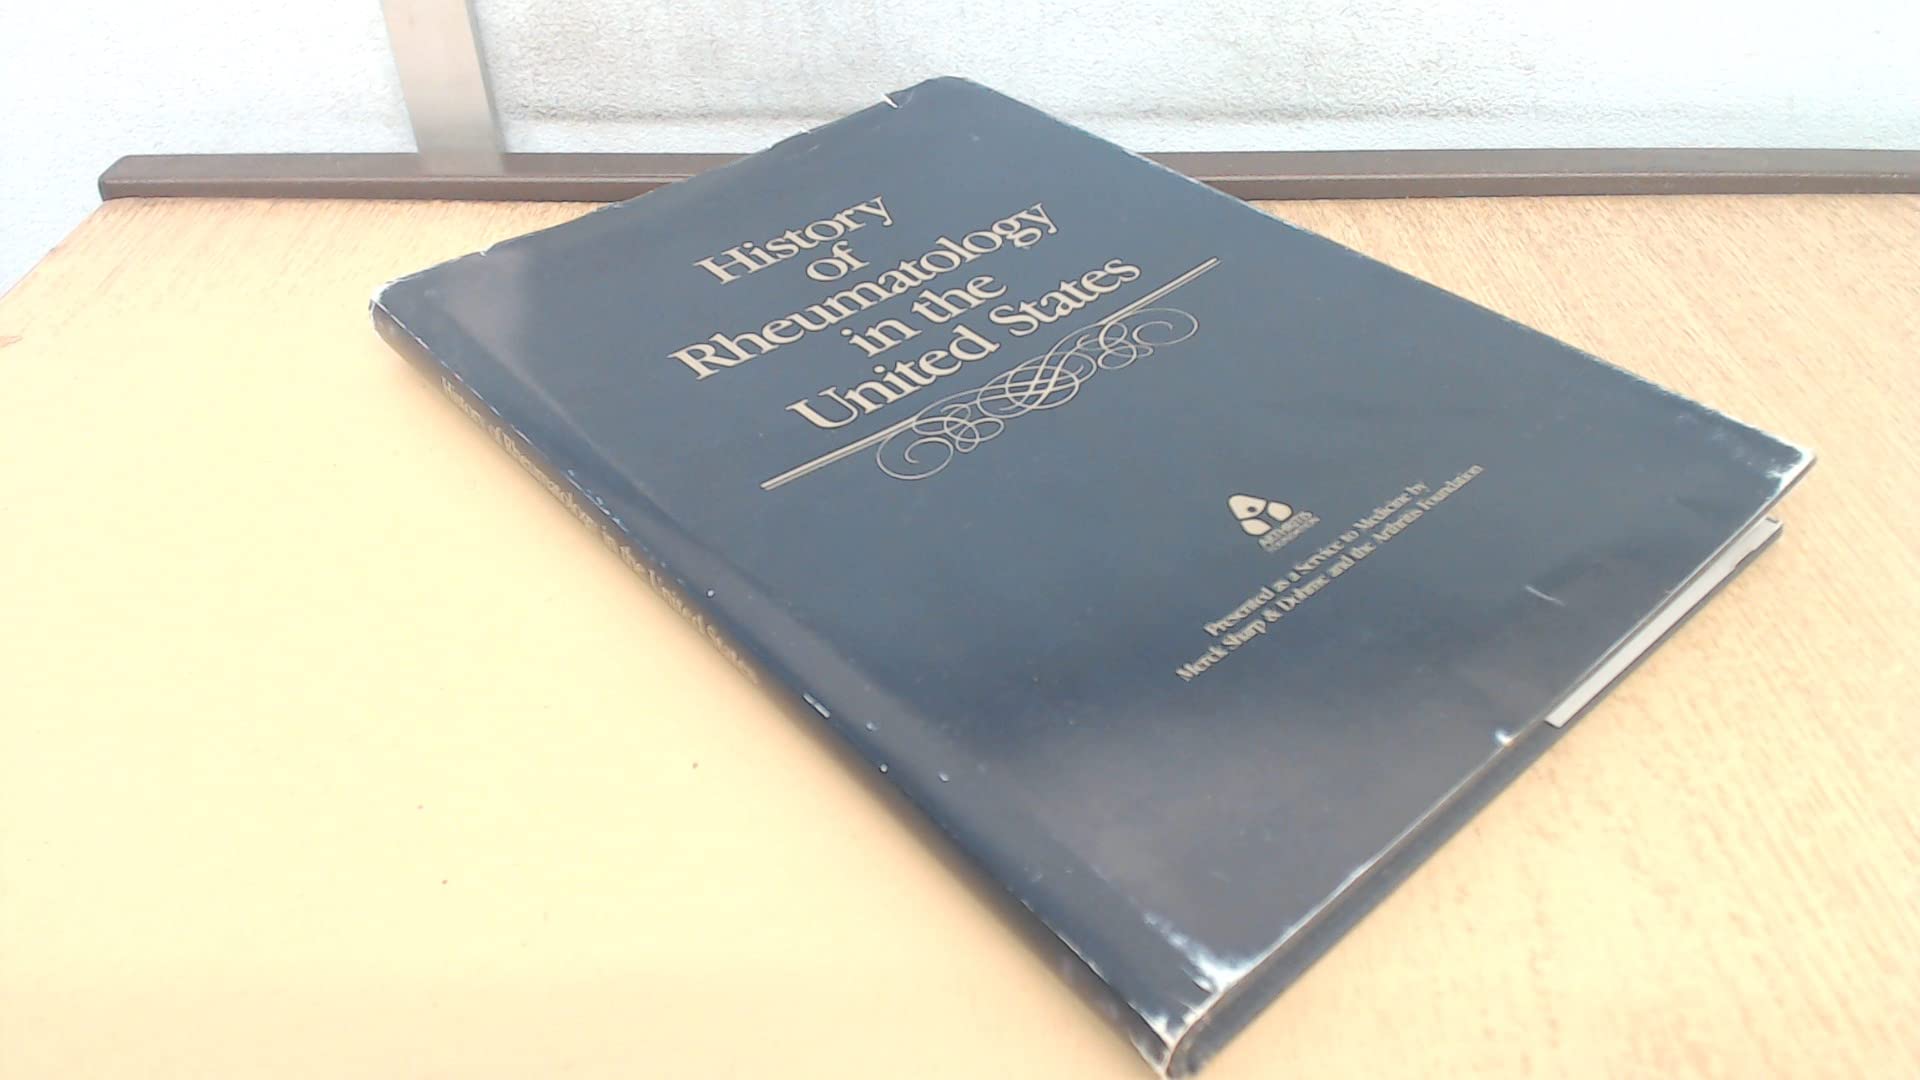 History
of
Rheumatology
in the
United States
ARTHRITIS
FOUNDATION
Presented as a Service to Medicine by
Merck Sharp & Dohme and the Arthritis Foundation
History of Rheumatology in the United States